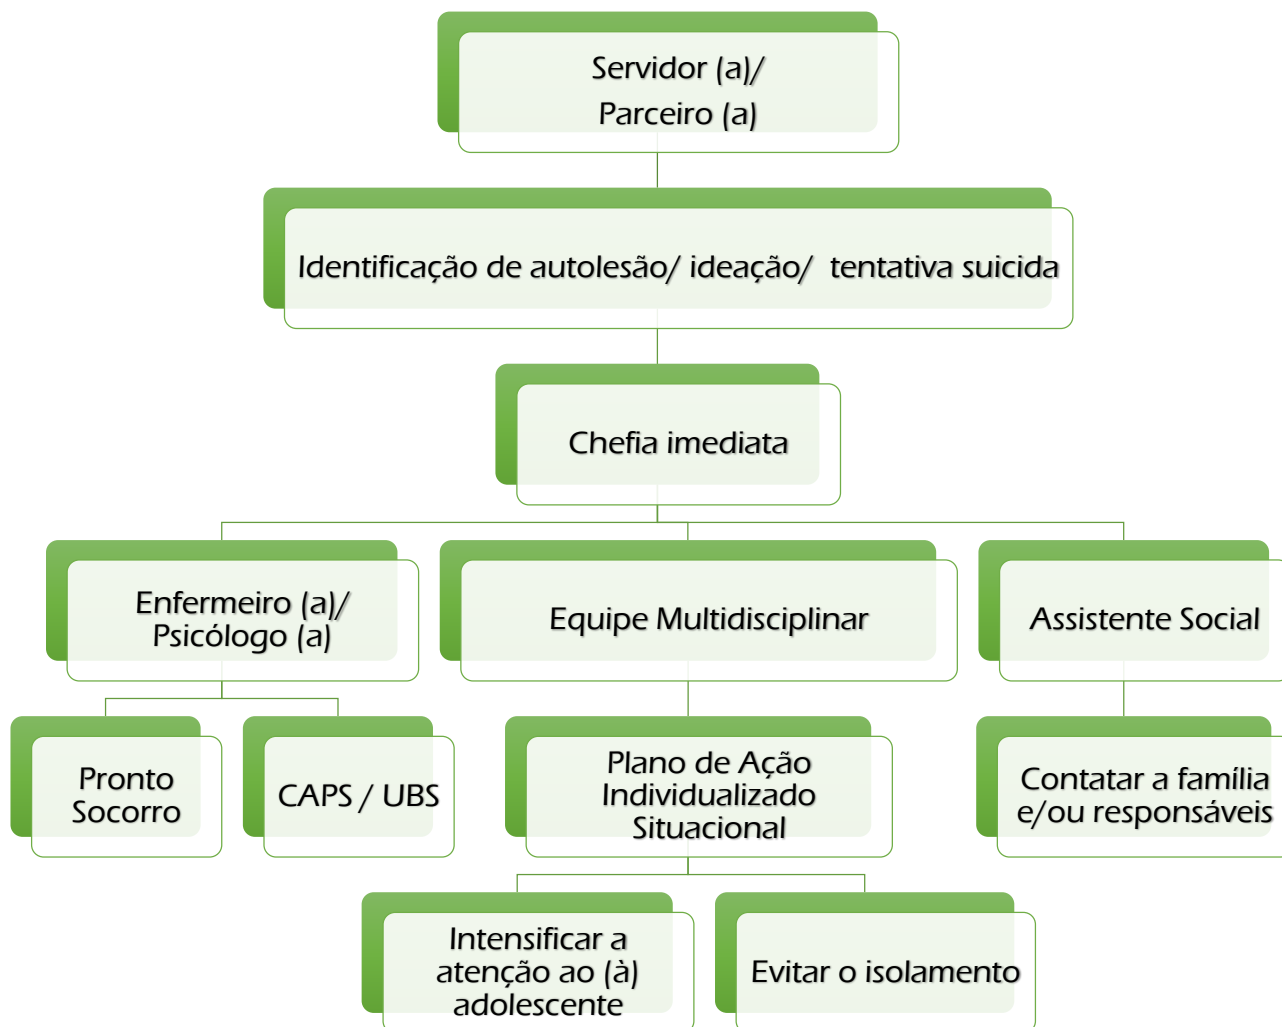 Servidor (a)/
Parceiro (a)
Identificação de autolesão/ ideação/ tentativa suicida
Chefia imediata
Enfermeiro (a)/
Psicólogo (a)
Equipe Multidisciplinar
Assistente Social
Pronto
Socorro
CAPS / UBS
Plano de Ação
Individualizado
Situacional
Contatar a família
e/ou responsáveis
Intensificar a
atenção ao (à)
adolescente
Evitar o isolamento